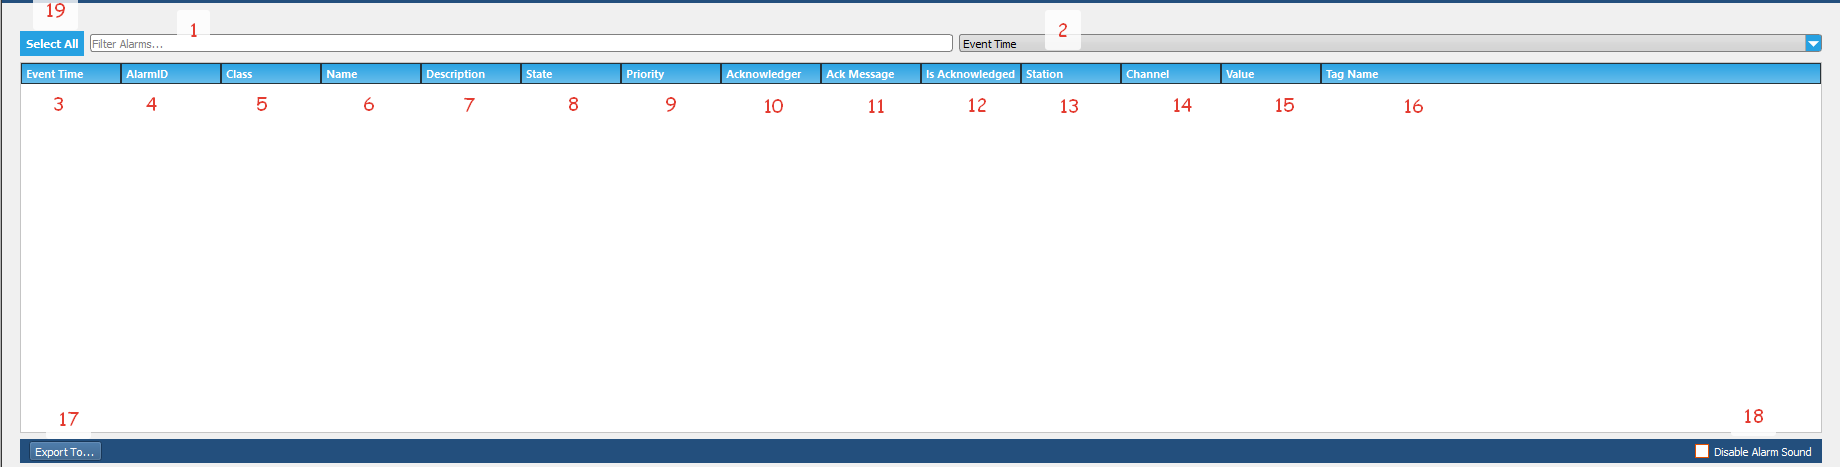 19
1
2
Select All Filter Alarms... Event Time
Event Time AlarmID Class Name Description State Priority Acknowledger Ack Message Is Acknowledged Station Channel Value Tag Name
3 4 5 6 7 8 9 10 11 12 13 14 15 16
17
18
Export To... Disable Alarm Sound